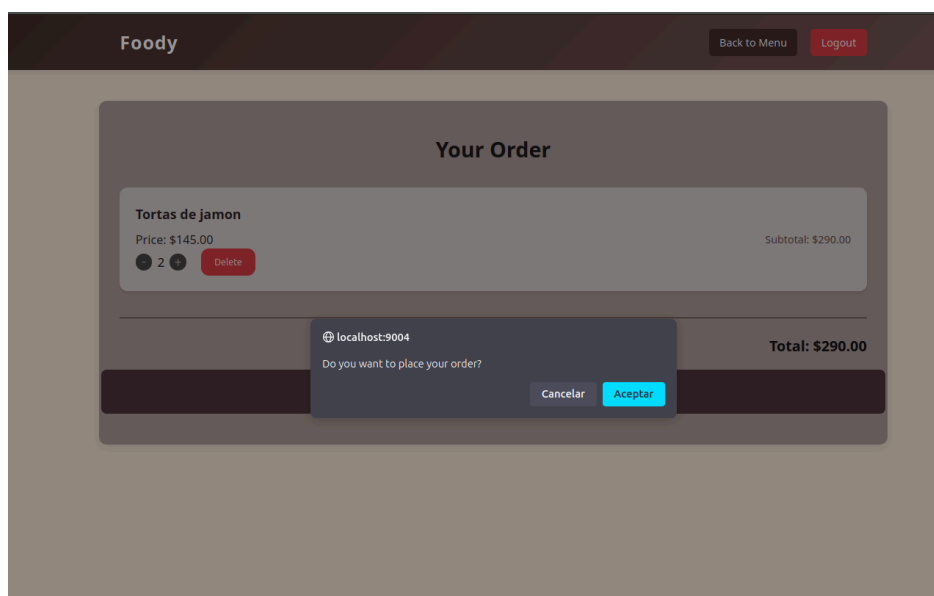 Foody
Back to Menu
Logout
Your Order
Tortas de jamon
Price: $145.00
Subtotal: $290.00
- 2 +
Delete
localhost:9004
Do you want to place your order?
Total: $290.00
Cancelar
Aceptar